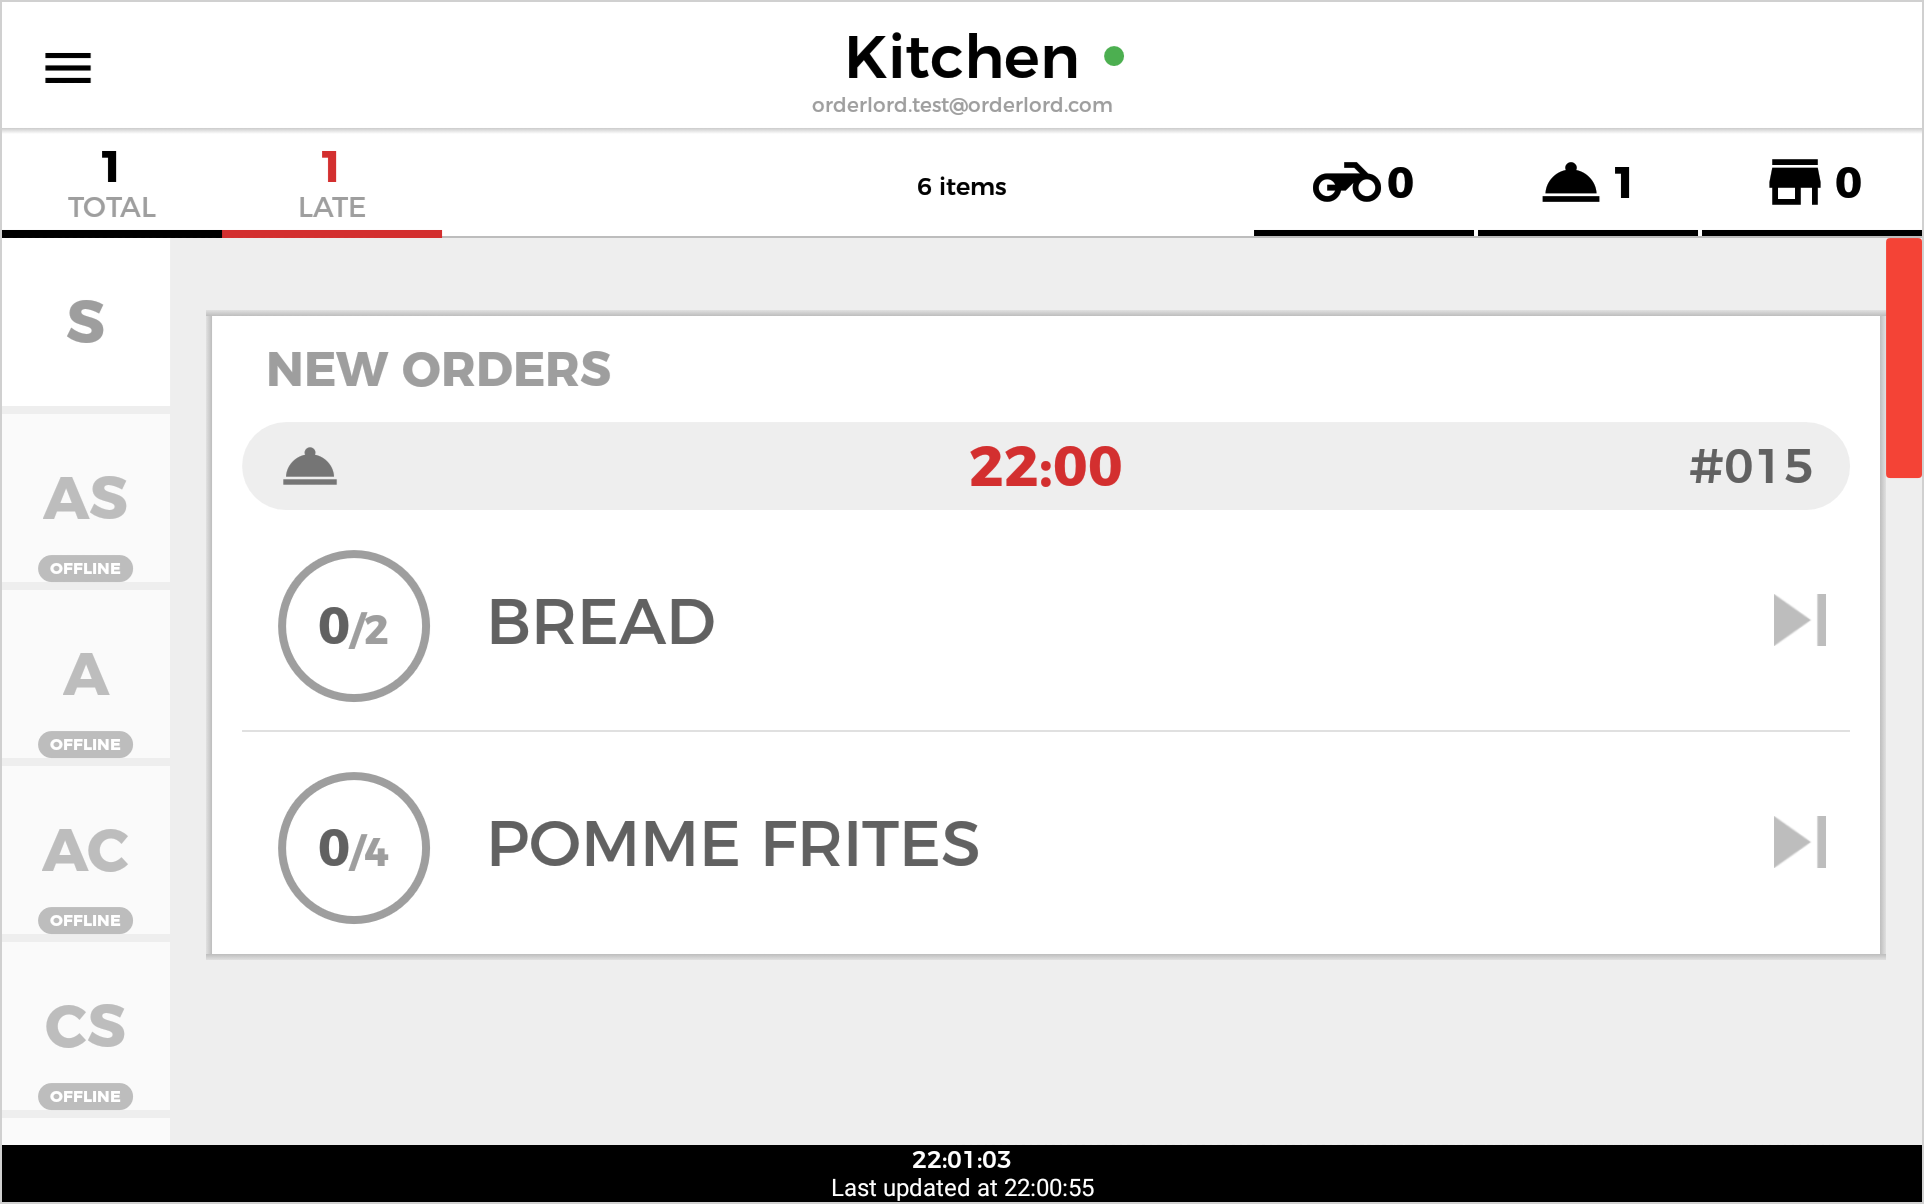 Kitchen
orderlord.test@orderlord.com
1
TOTAL
1
LATE
6 items
0
1
0
S
AS
OFFLINE
A
OFFLINE
AC
OFFLINE
CS
OFFLINE
NEW ORDERS
22:00 #015
0/2 BREAD
0/4 POMME FRITES
22:01:03
Last updated at 22:00:55